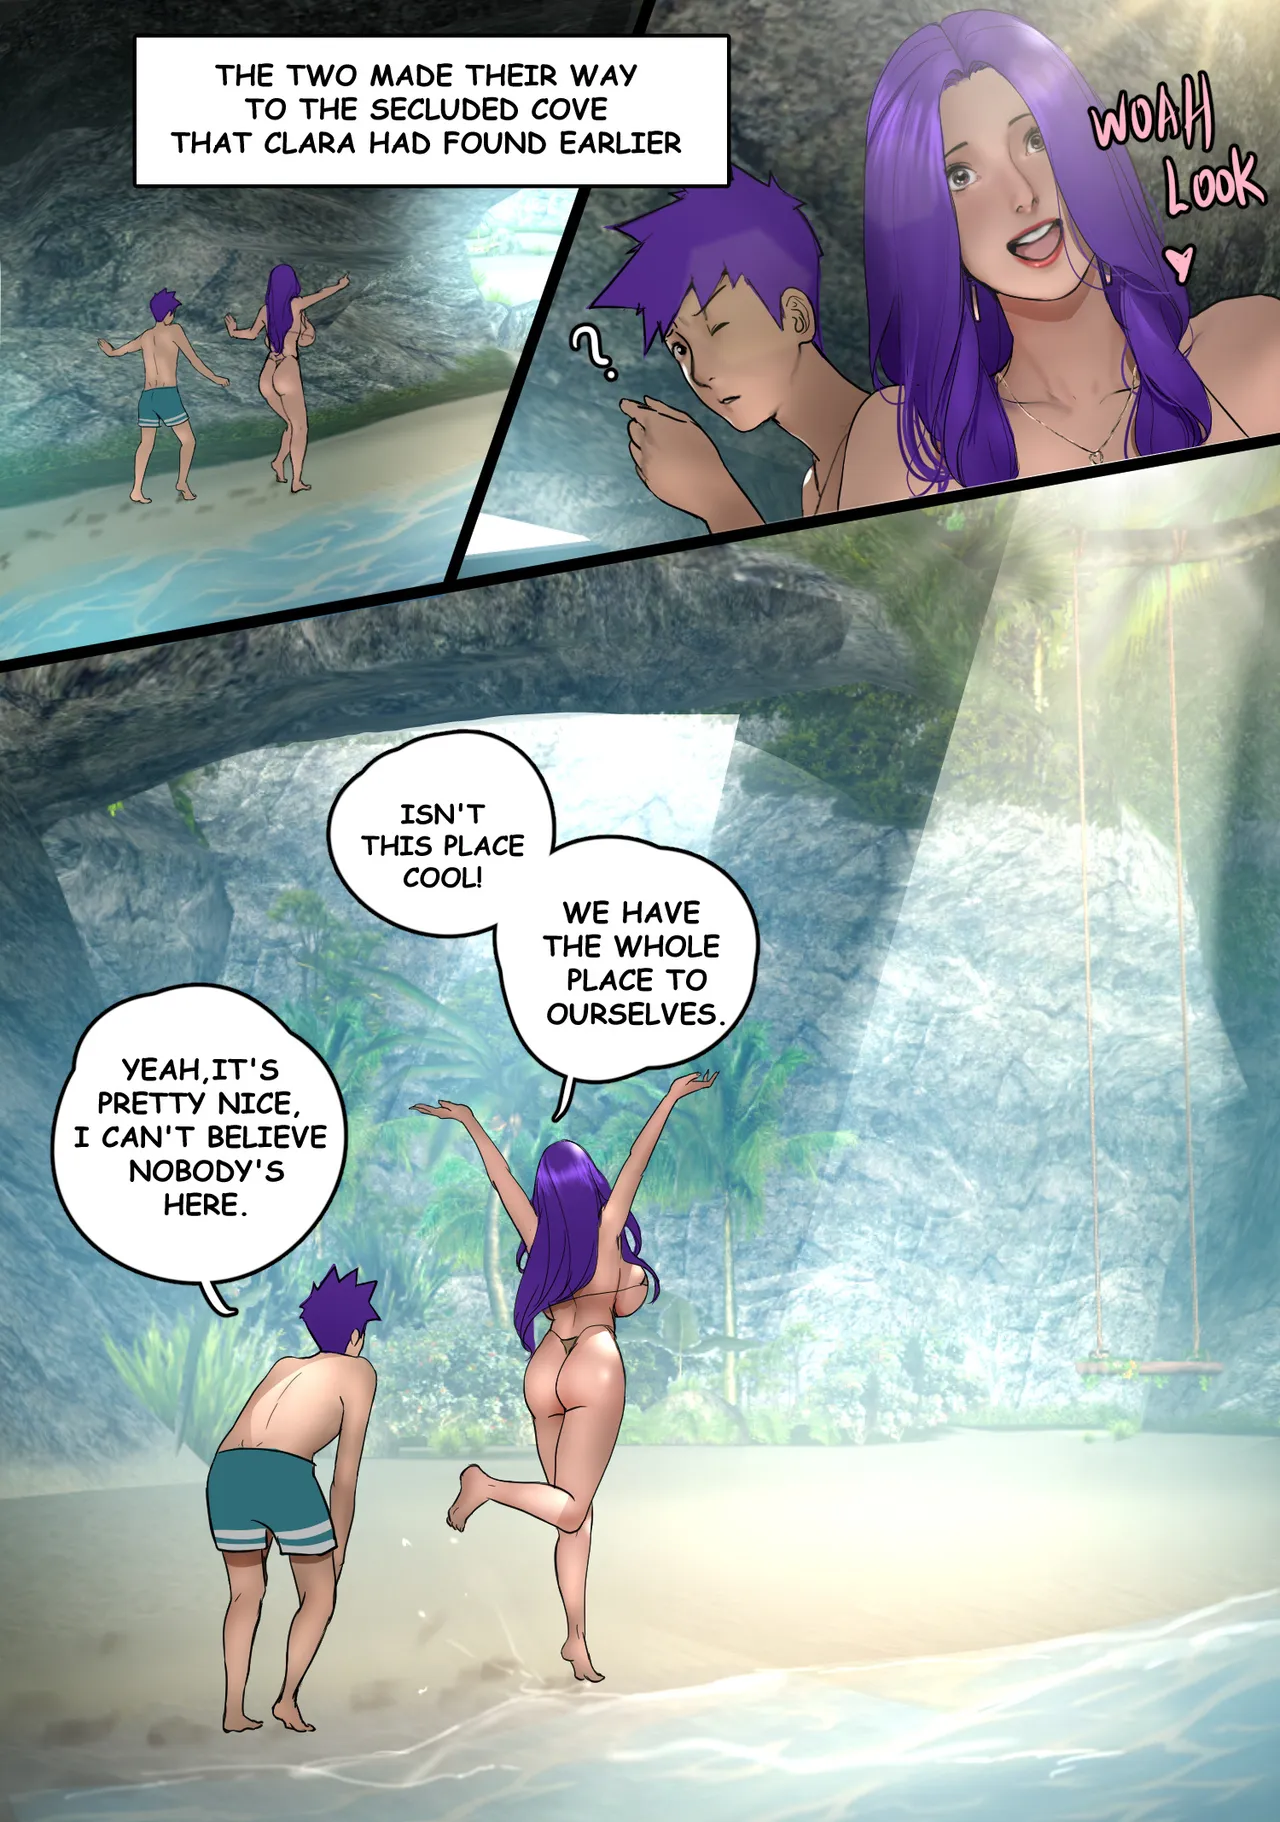 THE TWO MADE THEIR WAY
TO THE SECLUDED COVE
THAT CLARA HAD FOUND EARLIER
?
WOAH
LOOK
ISN'T
THIS PLACE
COOL!
WE HAVE
THE WHOLE
PLACE TO
OURSELVES.
YEAH,IT'S
PRETTY NICE,
I CAN'T BELIEVE
NOBODY'S
HERE.